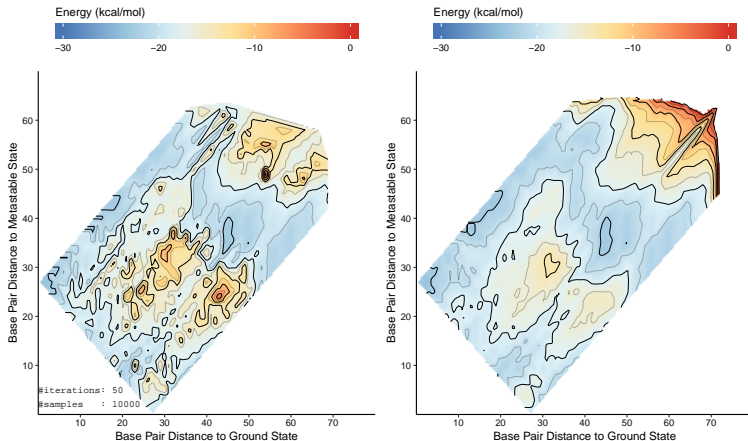 Energy (kcal/mol)
−30 −20 −10 0
Base Pair Distance to Metastable State
60
50
40
30
20
10
#iterations: 50
#samples : 10000
10 20 30 40 50 60 70
Base Pair Distance to Ground State
Energy (kcal/mol)
−30 −20 −10 0
Base Pair Distance to Metastable State
60
50
40
30
20
10
10 20 30 40 50 60 70
Base Pair Distance to Ground State